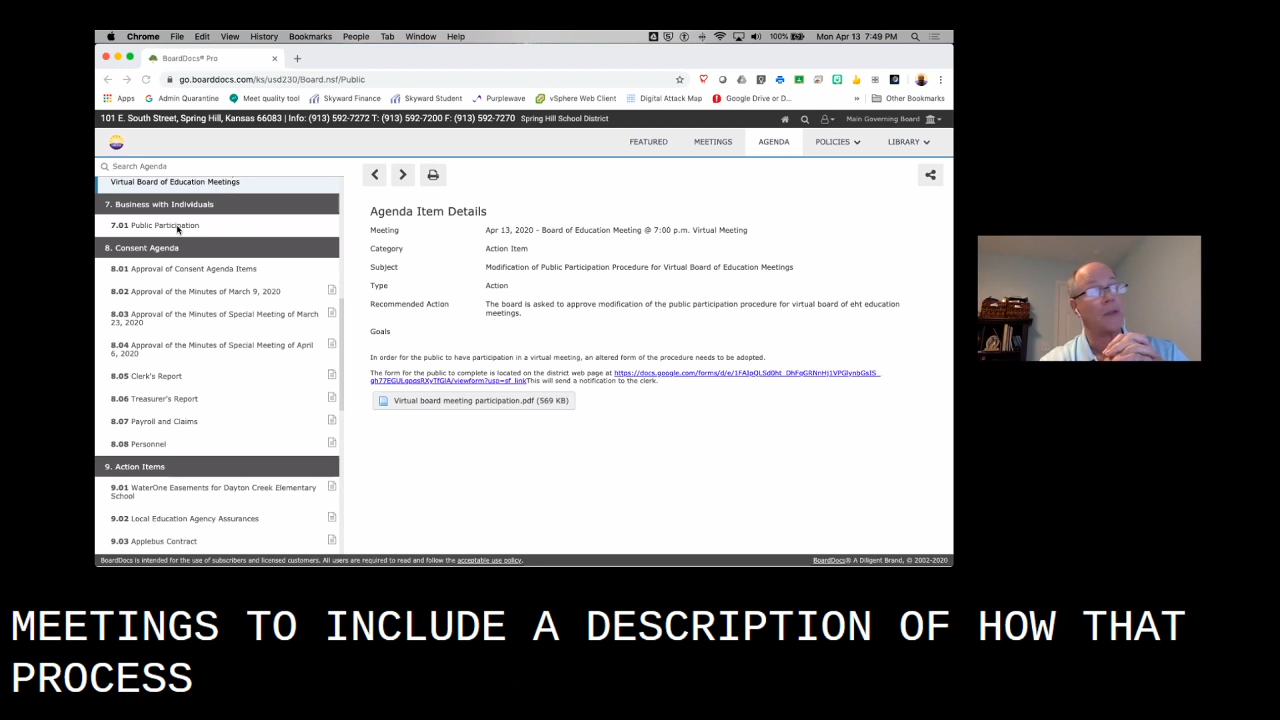 Chrome File Edit View History Bookmarks People Tab Window Help 100% Mon Apr 13 7:49 PM
BoardDocs® Pro
go.boarddocs.com/ks/usd230/Board.nsf/Public
Apps Admin Quarantine Meet quality tool Skyward Finance Skyward Student Purplewave vSphere Web Client Digital Attack Map Google Drive or D... » Other Bookmarks
101 E. South Street, Spring Hill, Kansas 66083 | Info: (913) 592-7272 T: (913) 592-7200 F: (913) 592-7270 Spring Hill School District Main Governing Board
FEATURED MEETINGS AGENDA POLICIES LIBRARY
Search Agenda
Virtual Board of Education Meetings
7. Business with Individuals
7.01 Public Participation
8. Consent Agenda
8.01 Approval of Consent Agenda Items
8.02 Approval of the Minutes of March 9, 2020
8.03 Approval of the Minutes of Special Meeting of March
23, 2020
8.04 Approval of the Minutes of Special Meeting of April
6, 2020
8.05 Clerk's Report
8.06 Treasurer's Report
8.07 Payroll and Claims
8.08 Personnel
9. Action Items
9.01 WaterOne Easements for Dayton Creek Elementary
School
9.02 Local Education Agency Assurances
9.03 Applebus Contract
Agenda Item Details
Meeting Apr 13, 2020 - Board of Education Meeting @ 7:00 p.m. Virtual Meeting
Category Action Item
Subject Modification of Public Participation Procedure for Virtual Board of Education Meetings
Type Action
Recommended Action The board is asked to approve modification of the public participation procedure for virtual board of eht education
meetings.
Goals
In order for the public to have participation in a virtual meeting, an altered form of the procedure needs to be adopted.
The form for the public to complete is located on the district web page at
This will send a notification to the clerk.
Virtual board meeting participation.pdf (569 KB)
BoardDocs is intended for the use of subscribers and licensed customers. All users are required to read and follow the acceptable use policy. BoardDocs® A Diligent Brand, © 2002-2020
MEETINGS TO INCLUDE A DESCRIPTION OF HOW THAT
PROCESS